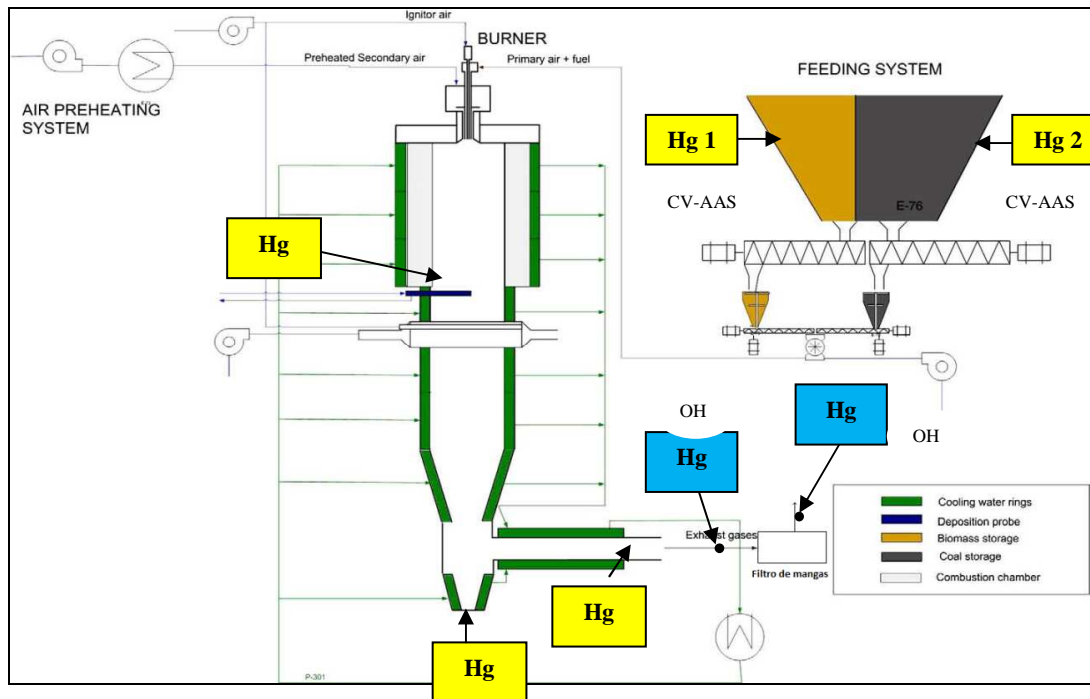 Ignitor air
BURNER
Preheated Secondary air
Primary air + fuel
FEEDING SYSTEM
AIR PREHEATING
SYSTEM
Hg 1
Hg 2
CV-AAS
E-76
CV-AAS
Hg
OH
Hg
OH
Hg
Exhaust gases
Filtro de mangas
Cooling water rings
Deposition probe
Biomass storage
Coal storage
Combustion chamber
Hg
Hg
P-301